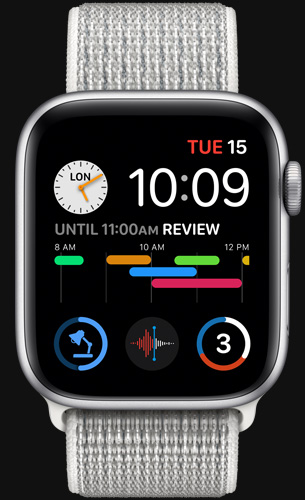 TUE 15
LON
10:09
UNTIL 11:00AM REVIEW
8 AM 10 AM 12 PM
3